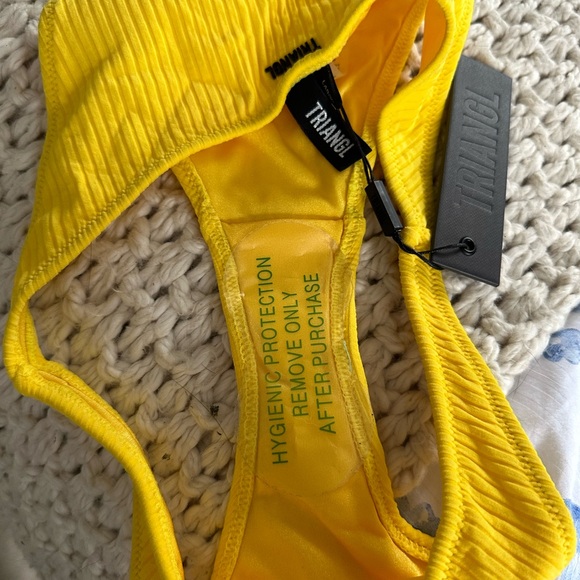 TRIANGL
TRIANGL
TRIANGL
HYGIENIC PROTECTION
REMOVE ONLY
AFTER PURCHASE